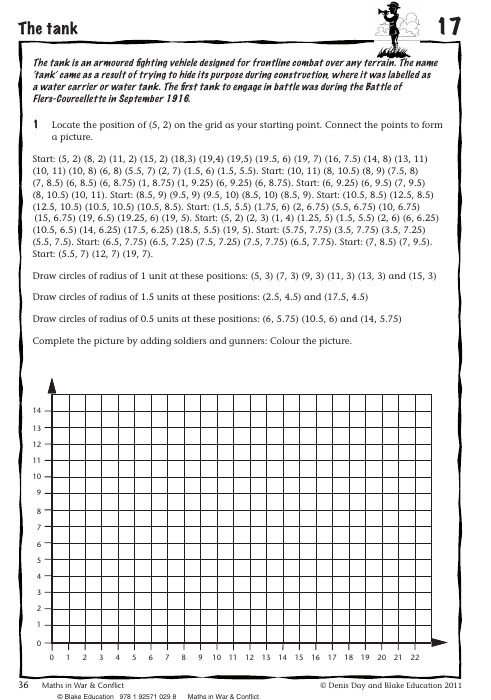 The tank
17
The tank is an armoured fighting vehicle designed for frontline combat over any terrain. The name
'tank' came as a result of trying to hide its purpose during construction, where it was labelled as
a water carrier or water tank. The first tank to engage in battle was during the Battle of
Flers-Courcellette in September 1916.
1 Locate the position of (5, 2) on the grid as your starting point. Connect the points to form
a picture.
Start: (5, 2) (8, 2) (11, 2) (15, 2) (18,3) (19,4) (19,5) (19.5, 6) (19, 7) (16, 7.5) (14, 8) (13, 11)
(10, 11) (10, 8) (6, 8) (5.5, 7) (2, 7) (1.5, 6) (1.5, 5.5). Start: (10, 11) (8, 10.5) (8, 9) (7.5, 8)
(7, 8.5) (6, 8.5) (6, 8.75) (1, 8.75) (1, 9.25) (6, 9.25) (6, 8.75). Start: (6, 9.25) (6, 9.5) (7, 9.5)
(8, 10.5) (10, 11). Start: (8.5, 9) (9.5, 9) (9.5, 10) (8.5, 10) (8.5, 9). Start: (10.5, 8.5) (12.5, 8.5)
(12.5, 10.5) (10.5, 10.5) (10.5, 8.5). Start: (1.5, 5.5) (1.75, 6) (2, 6.75) (5.5, 6.75) (10, 6.75)
(15, 6.75) (19, 6.5) (19.25, 6) (19, 5). Start: (5, 2) (2, 3) (1, 4) (1.25, 5) (1.5, 5.5) (2, 6) (6, 6.25)
(10.5, 6.5) (14, 6.25) (17.5, 6.25) (18.5, 5.5) (19, 5). Start: (5.75, 7.75) (3.5, 7.75) (3.5, 7.25)
(5.5, 7.5). Start: (6.5, 7.75) (6.5, 7.25) (7.5, 7.25) (7.5, 7.75) (6.5, 7.75). Start: (7, 8.5) (7, 9.5).
Start: (5.5, 7) (12, 7) (19, 7).
Draw circles of radius of 1 unit at these positions: (5, 3) (7, 3) (9, 3) (11, 3) (13, 3) and (15, 3)
Draw circles of radius of 1.5 units at these positions: (2.5, 4.5) and (17.5, 4.5)
Draw circles of radius of 0.5 units at these positions: (6, 5.75) (10.5, 6) and (14, 5.75)
Complete the picture by adding soldiers and gunners: Colour the picture.
14
13
12
11
10
9
8
7
6
5
4
3
2
1
0
0 1 2 3 4 5 6 7 8 9 10 11 12 13 14 15 16 17 18 19 20 21 22
36 Maths in War & Conflict © Denis Day and Blake Education 2011
© Blake Education 978 1 92571 029 8 Maths in War & Conflict